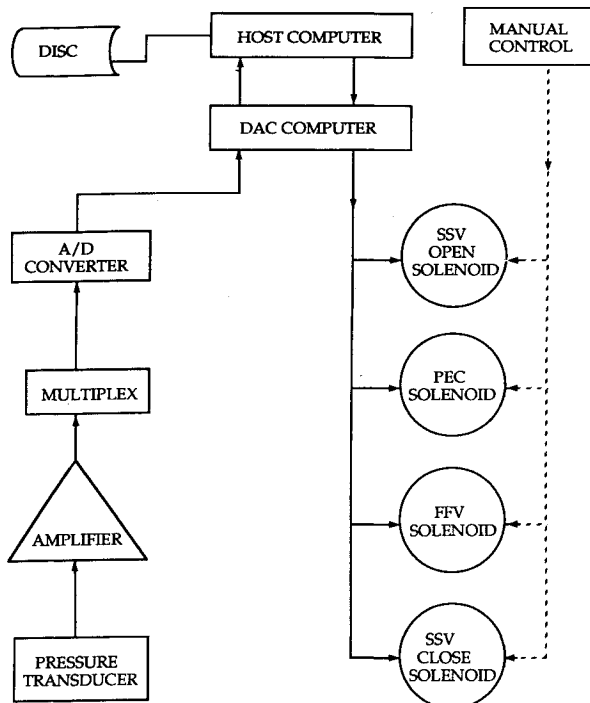 DISC
HOST COMPUTER
MANUAL
CONTROL
DAC COMPUTER
A/D
CONVERTER
SSV
OPEN
SOLENOID
MULTIPLEX
PEC
SOLENOID
AMPLIFIER
FFV
SOLENOID
PRESSURE
TRANSDUCER
SSV
CLOSE
SOLENOID